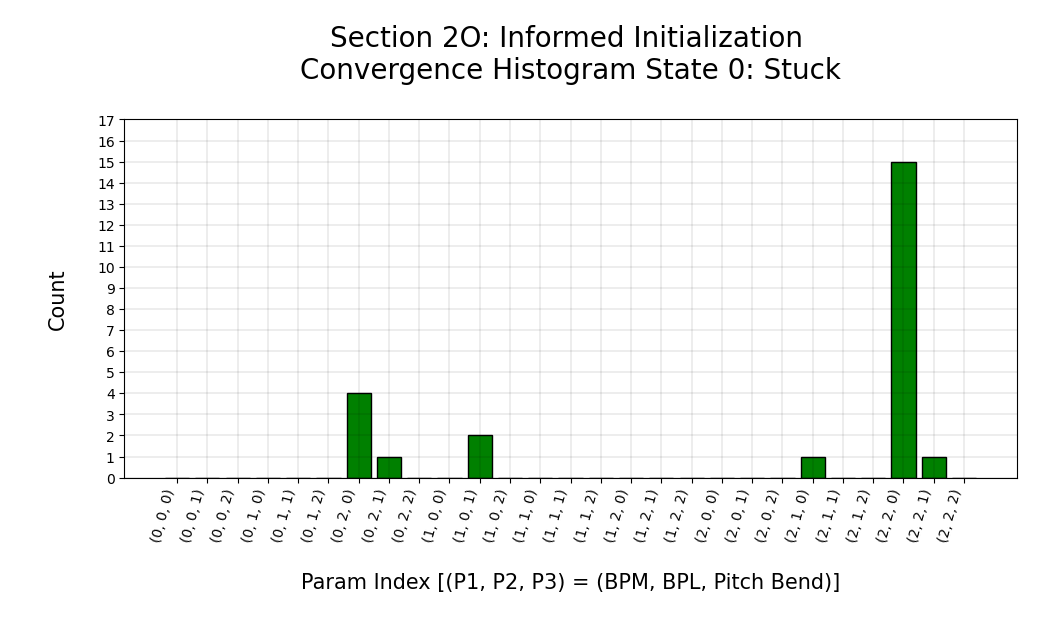 Section 2O: Informed Initialization
Convergence Histogram State 0: Stuck
17
16
15
14
13
12
11
10
9
8
7
6
5
4
3
2
1
0
Count
(0, 0, 0)
(0, 0, 1)
(0, 0, 2)
(0, 1, 0)
(0, 1, 1)
(0, 1, 2)
(0, 2, 0)
(0, 2, 1)
(0, 2, 2)
(1, 0, 0)
(1, 0, 1)
(1, 0, 2)
(1, 1, 0)
(1, 1, 1)
(1, 1, 2)
(1, 2, 0)
(1, 2, 1)
(1, 2, 2)
(2, 0, 0)
(2, 0, 1)
(2, 0, 2)
(2, 1, 0)
(2, 1, 1)
(2, 1, 2)
(2, 2, 0)
(2, 2, 1)
(2, 2, 2)
Param Index [(P1, P2, P3) = (BPM, BPL, Pitch Bend)]